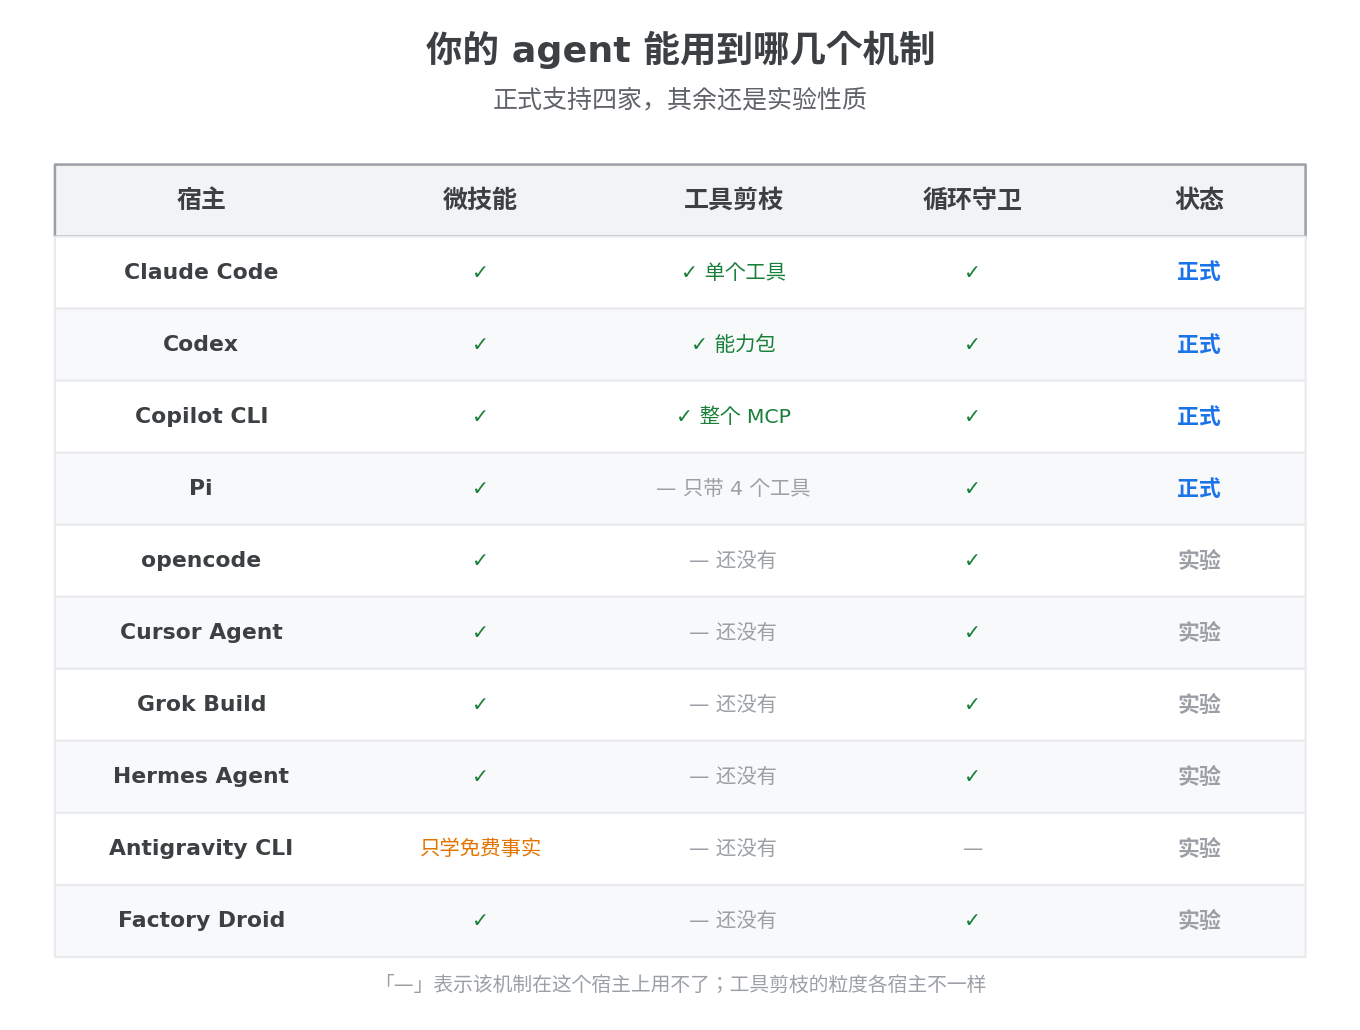 你的 agent 能用到哪几个机制
正式支持四家，其余还是实验性质
宿主 微技能 工具剪枝 循环守卫 状态
Claude Code ✓ ✓ 单个工具 ✓ 正式
Codex ✓ ✓ 能力包 ✓ 正式
Copilot CLI ✓ ✓ 整个 MCP ✓ 正式
Pi ✓ — 只带 4 个工具 ✓ 正式
opencode ✓ — 还没有 ✓ 实验
Cursor Agent ✓ — 还没有 ✓ 实验
Grok Build ✓ — 还没有 ✓ 实验
Hermes Agent ✓ — 还没有 ✓ 实验
Antigravity CLI 只学免费事实 — 还没有 — 实验
Factory Droid ✓ — 还没有 ✓ 实验
「—」表示该机制在这个宿主上用不了；工具剪枝的粒度各宿主不一样